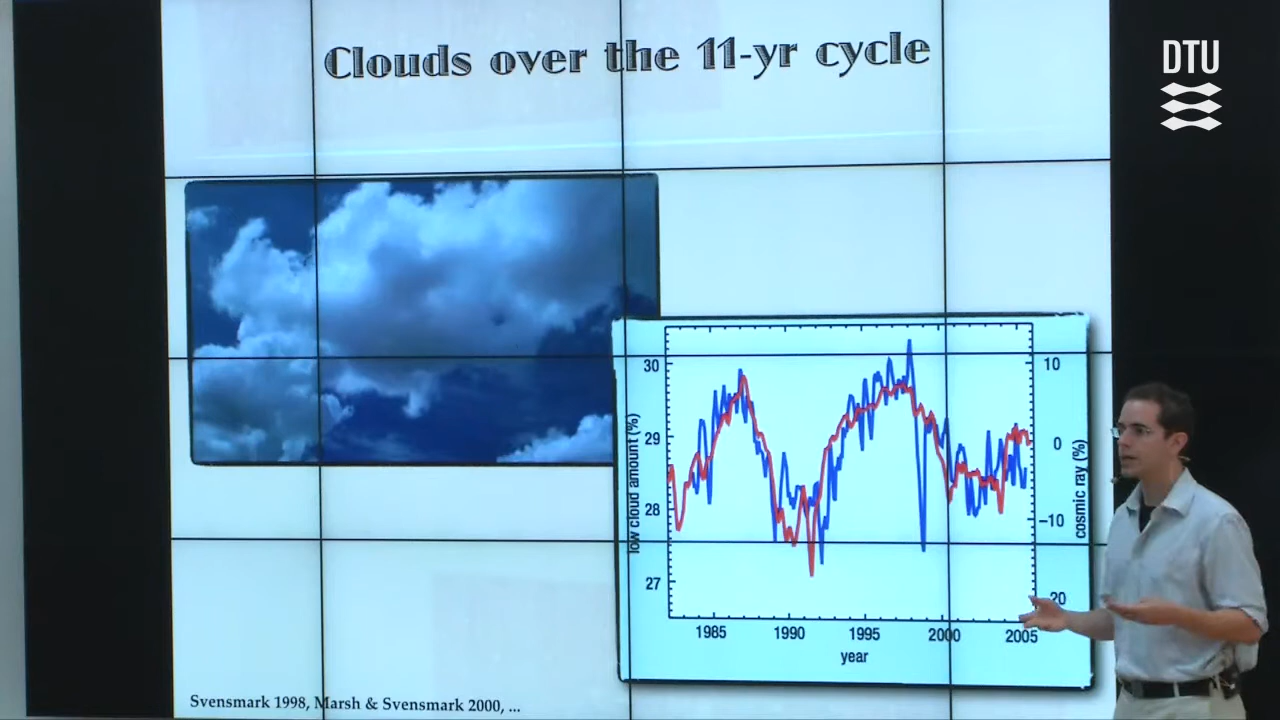 Clouds over the 11-yr cycle
DTU
30
29
28
27
low cloud amount (%)
10
0
-10
-20
cosmic ray (%)
1985 1990 1995 2000 2005
year
Svensmark 1998, Marsh & Svensmark 2000, ...